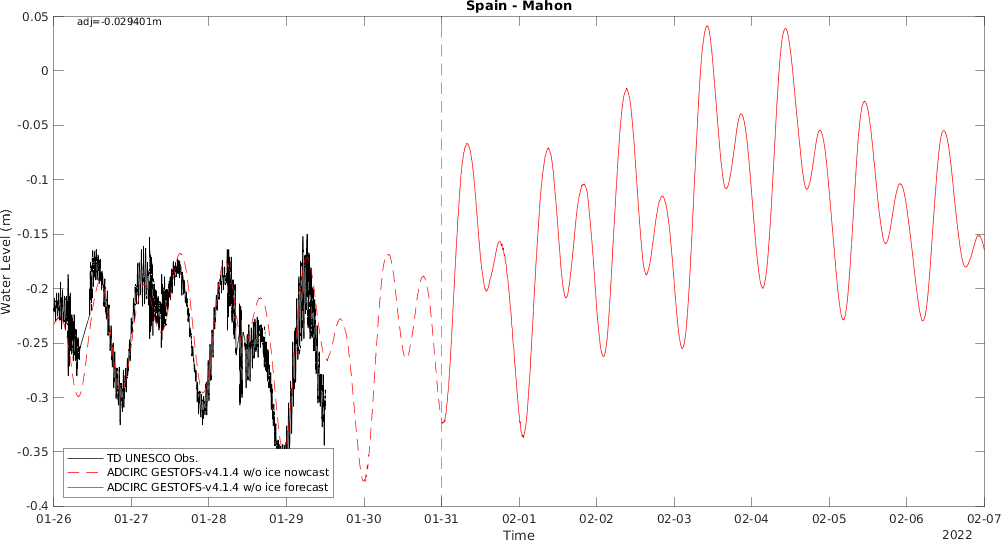 Spain - Mahon
adj=-0.029401m
0.05
0
-0.05
-0.1
-0.15
-0.2
-0.25
-0.3
-0.35
-0.4
Water Level (m)
TD UNESCO Obs.
ADCIRC GESTOFS-v4.1.4 w/o ice nowcast
ADCIRC GESTOFS-v4.1.4 w/o ice forecast
01-26 01-27 01-28 01-29 01-30 01-31 02-01 02-02 02-03 02-04 02-05 02-06 02-07
Time
2022